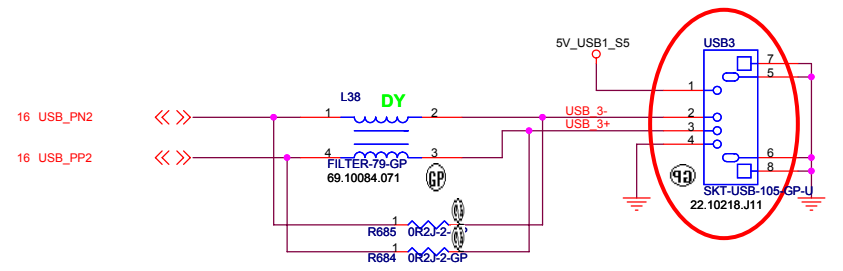 5V_USB1_S5
USB3
7
5
1
L38
DY
16 USB_PN2
1
2
USB_3-
2
USB_3+
3
4
16 USB_PP2
4
3
6
FILTER-79-GP
GP
GP
8
69.10084.071
SKT-USB-105-GP-U
22.10218.J11
1
R685
0R2J-2-
1
R684
0R2J-2-GP